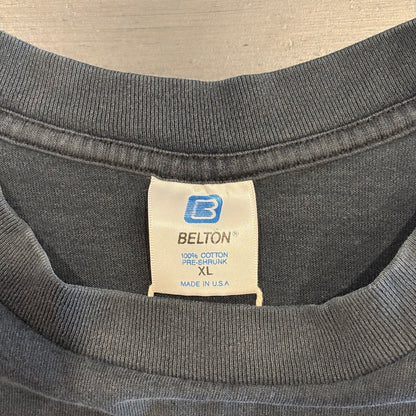 B
BELTON®
100% COTTON
PRE-SHRUNK
XL
MADE IN U.S.A